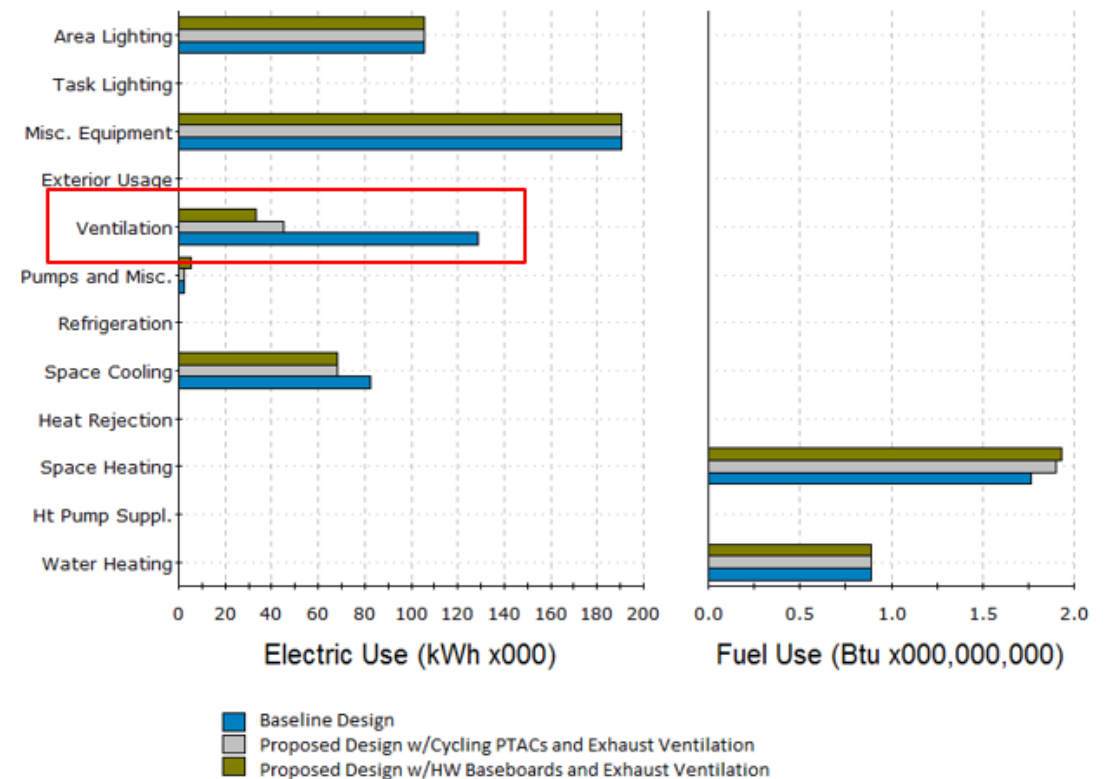 Area Lighting
Task Lighting
Misc. Equipment
Exterior Usage
Ventilation
Pumps and Misc.
Refrigeration
Space Cooling
Heat Rejection
Space Heating
Ht Pump Suppl.
Water Heating
0 20 40 60 80 100 120 140 160 180 200
0.0 0.5 1.0 1.5 2.0
Electric Use (kWh x000)
Fuel Use (Btu x000,000,000)
Baseline Design
Proposed Design w/Cycling PTACs and Exhaust Ventilation
Proposed Design w/HW Baseboards and Exhaust Ventilation